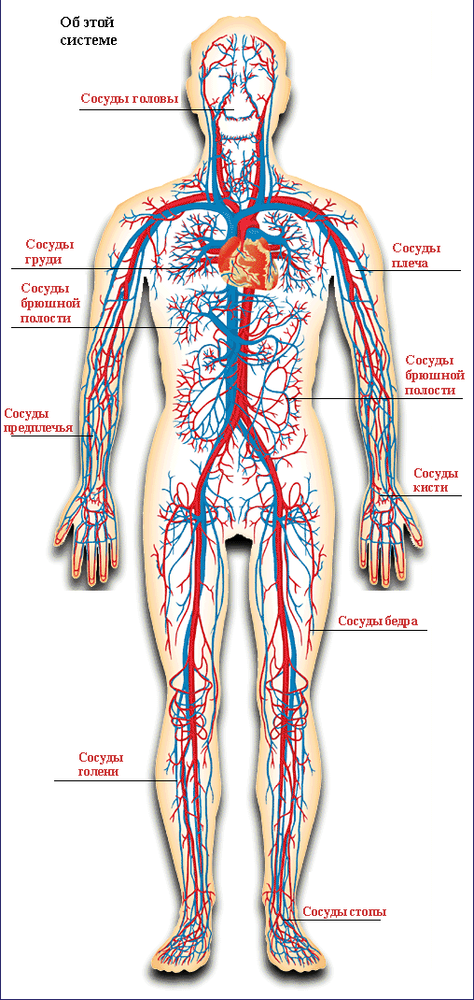 Об этой
системе
Сосуды головы
Сосуды
груди
Сосуды
плеча
Сосуды
брюшной
полости
Сосуды
брюшной
полости
Сосуды
предплечья
Сосуды
кисти
Сосуды бедра
Сосуды
голени
Сосуды стопы